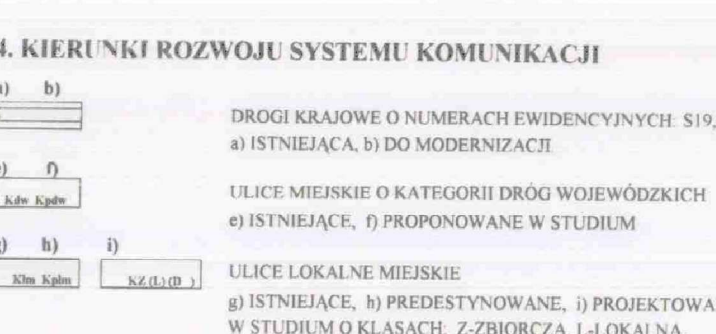 4. KIERUNKI ROZWOJU SYSTEMU KOMUNIKACJI
a) b)
DROGI KRAJOWE O NUMERACH EWIDENCYJNYCH: S19,
a) ISTNIEJĄCA, b) DO MODERNIZACJI
e) f)
Kdw Kpdw
ULICE MIEJSKIE O KATEGORII DRÓG WOJEWÓDZKICH
e) ISTNIEJĄCE, f) PROPONOWANE W STUDIUM
g) h) i)
Klm Kplm KZ (L) (D )
ULICE LOKALNE MIEJSKIE
g) ISTNIEJĄCE, h) PREDESTYNOWANE, i) PROJEKTOWA
W STUDIUM O KLASACH: Z-ZBIORCZA, L-LOKALNA,